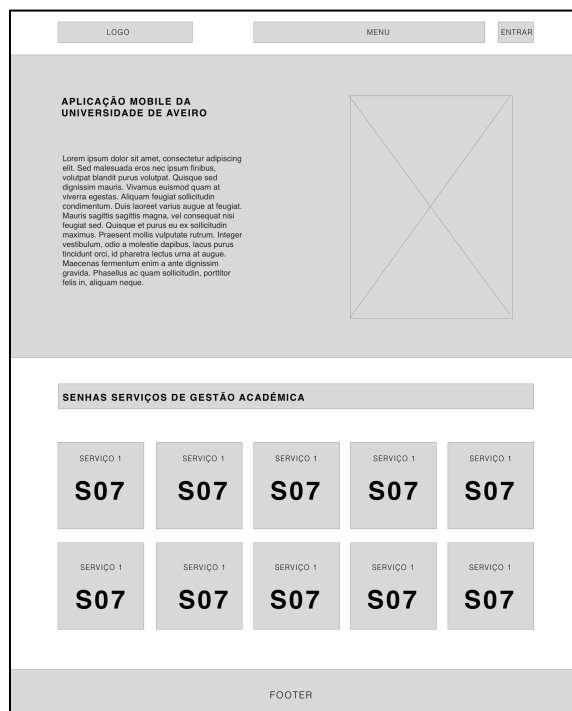 LOGO
MENU
ENTRAR
APLICAÇÃO MOBILE DA
UNIVERSIDADE DE AVEIRO
Lorem ipsum dolor sit amet, consectetur adipiscing
elit. Sed malesuada eros nec ipsum finibus,
volutpat blandit purus volutpat. Quisque sed
dignissim mauris. Vivamus euismod quam at
viverra egestas. Aliquam feugiat sollicitudin
condimentum. Duis laoreet varius augue at feugiat.
Mauris sagittis sagittis magna, vel consequat nisi
feugiat sed. Quisque et purus eu ex sollicitudin
maximus. Praesent mollis vulputate rutrum. Integer
vestibulum, odio a molestie dapibus, lacus purus
tincidunt orci, id pharetra lectus urna at augue.
Maecenas fermentum enim a ante dignissim
gravida. Phasellus ac quam sollicitudin, porttitor
felis in, aliquam neque.
SENHAS SERVIÇOS DE GESTÃO ACADÉMICA
SERVIÇO 1
S07
SERVIÇO 1
S07
SERVIÇO 1
S07
SERVIÇO 1
S07
SERVIÇO 1
S07
SERVIÇO 1
S07
SERVIÇO 1
S07
SERVIÇO 1
S07
SERVIÇO 1
S07
SERVIÇO 1
S07
FOOTER